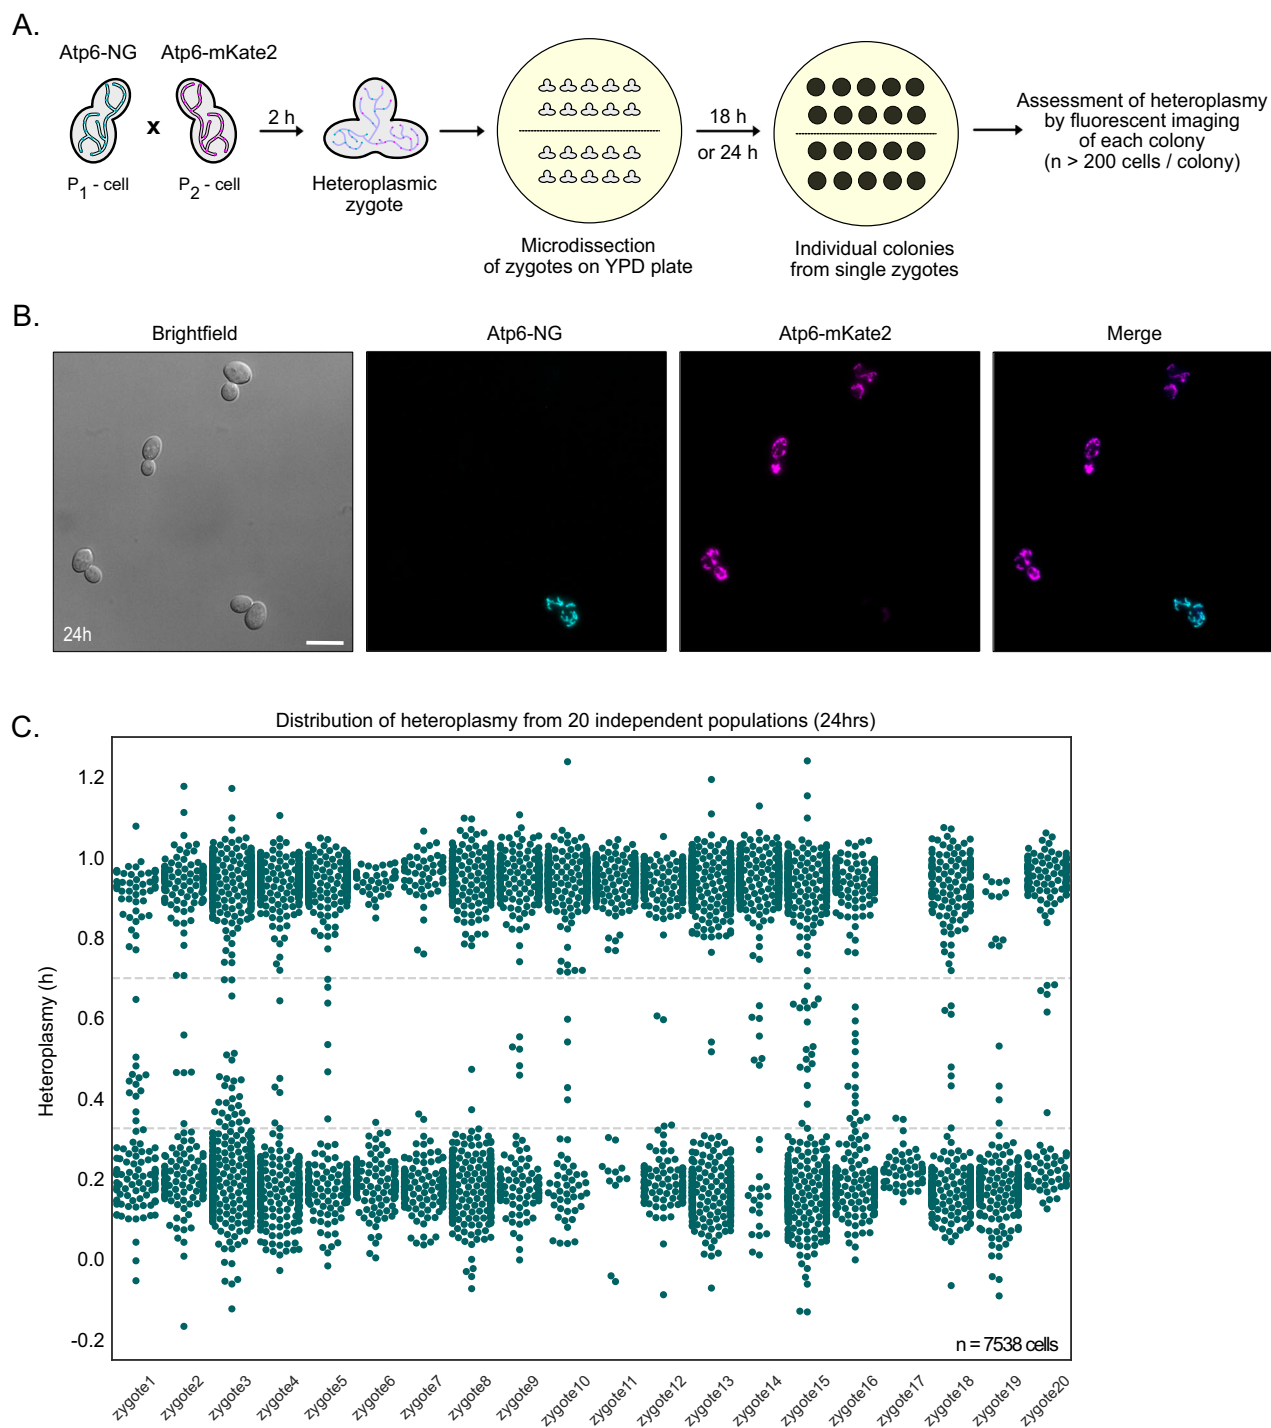 A.
Atp6-NG
Atp6-mKate2
x
P1 - cell
P2 - cell
2 h
Heteroplasmic
zygote
Microdissection
of zygotes on YPD plate
18 h
or 24 h
Individual colonies
from single zygotes
Assessment of heteroplasmy
by fluorescent imaging
of each colony
(n > 200 cells / colony)
B.
Brightfield
Atp6-NG
Atp6-mKate2
Merge
24h
C.
Distribution of heteroplasmy from 20 independent populations (24hrs)
Heteroplasmy (h)
1.2
1.0
0.8
0.6
0.4
0.2
0.0
-0.2
n = 7538 cells
zygote1
zygote2
zygote3
zygote4
zygote5
zygote6
zygote7
zygote8
zygote9
zygote10
zygote11
zygote12
zygote13
zygote14
zygote15
zygote16
zygote17
zygote18
zygote19
zygote20